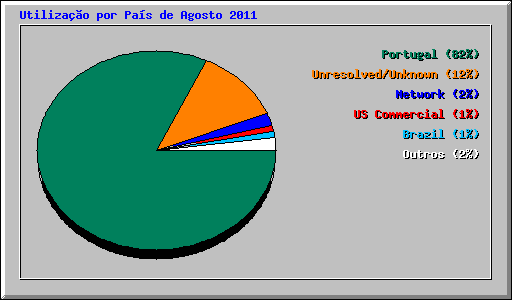 Utilização por País de Agosto 2011
Portugal (82%)
Unresolved/Unknown (12%)
Network (2%)
US Commercial (1%)
Brazil (1%)
Outros (2%)